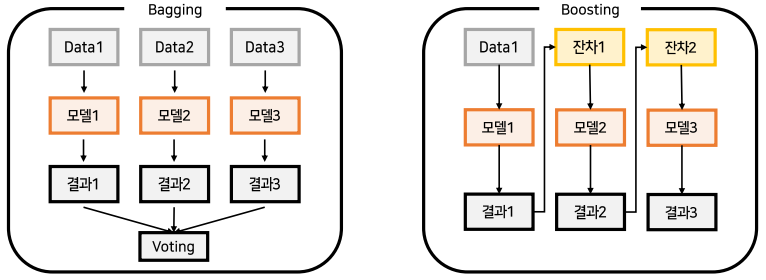 Bagging
Data1 Data2 Data3
모델1 모델2 모델3
결과1 결과2 결과3
Voting
Boosting
Data1 잔차1 잔차2
모델1 모델2 모델3
결과1 결과2 결과3